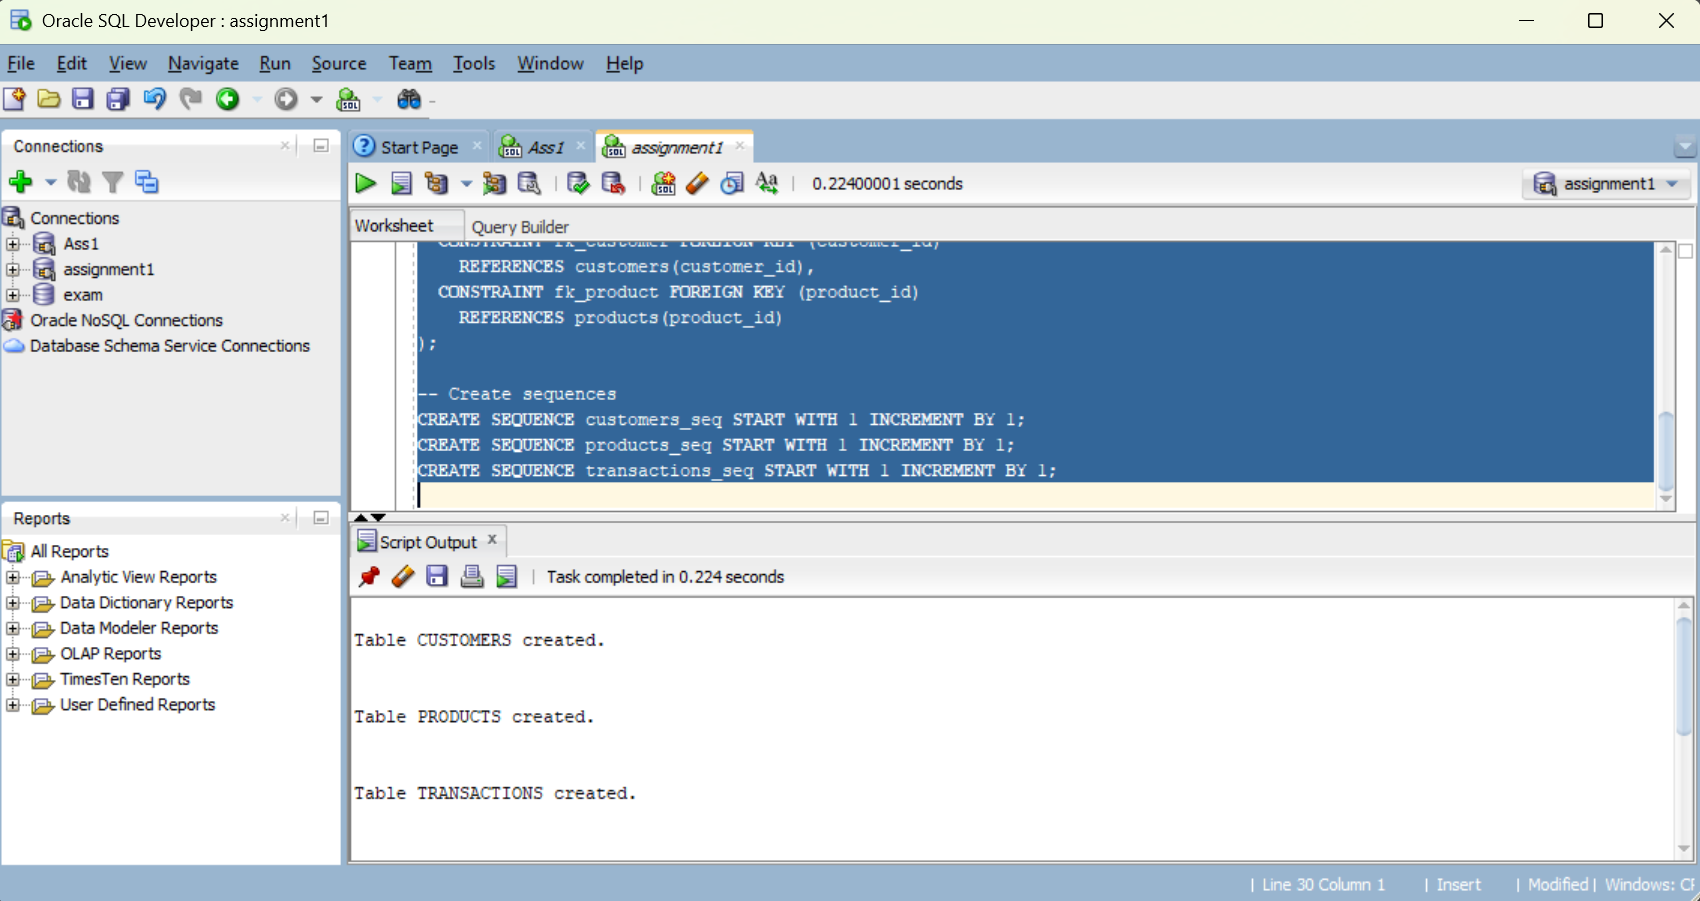 Oracle SQL Developer : assignment1
File Edit View Navigate Run Source Team Tools Window Help
Connections
Connections
Ass1
assignment1
exam
Oracle NoSQL Connections
Database Schema Service Connections
Reports
All Reports
Analytic View Reports
Data Dictionary Reports
Data Modeler Reports
OLAP Reports
TimesTen Reports
User Defined Reports
Start Page
Ass1
assignment1
0.22400001 seconds
assignment1
Worksheet Query Builder
CONSTRAINT fk_customer FOREIGN KEY (customer_id)
REFERENCES customers(customer_id),
CONSTRAINT fk_product FOREIGN KEY (product_id)
REFERENCES products(product_id)
);
-- Create sequences
CREATE SEQUENCE customers_seq START WITH 1 INCREMENT BY 1;
CREATE SEQUENCE products_seq START WITH 1 INCREMENT BY 1;
CREATE SEQUENCE transactions_seq START WITH 1 INCREMENT BY 1;
Script Output
Task completed in 0.224 seconds
Table CUSTOMERS created.
Table PRODUCTS created.
Table TRANSACTIONS created.
| Line 30 Column 1 | Insert | Modified | Windows: